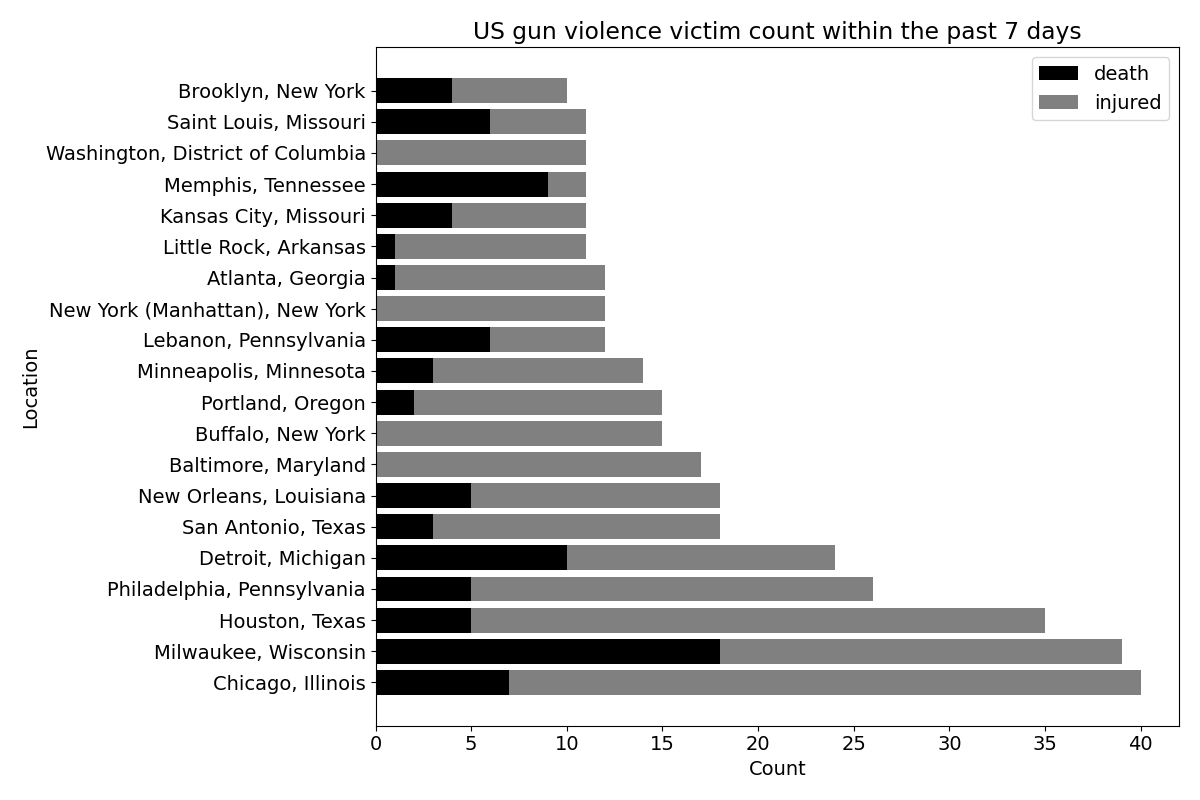 US gun violence victim count within the past 7 days
death
injured
Brooklyn, New York
Saint Louis, Missouri
Washington, District of Columbia
Memphis, Tennessee
Kansas City, Missouri
Little Rock, Arkansas
Atlanta, Georgia
New York (Manhattan), New York
Lebanon, Pennsylvania
Minneapolis, Minnesota
Portland, Oregon
Buffalo, New York
Baltimore, Maryland
New Orleans, Louisiana
San Antonio, Texas
Detroit, Michigan
Philadelphia, Pennsylvania
Houston, Texas
Milwaukee, Wisconsin
Chicago, Illinois
Location
0 5 10 15 20 25 30 35 40
Count